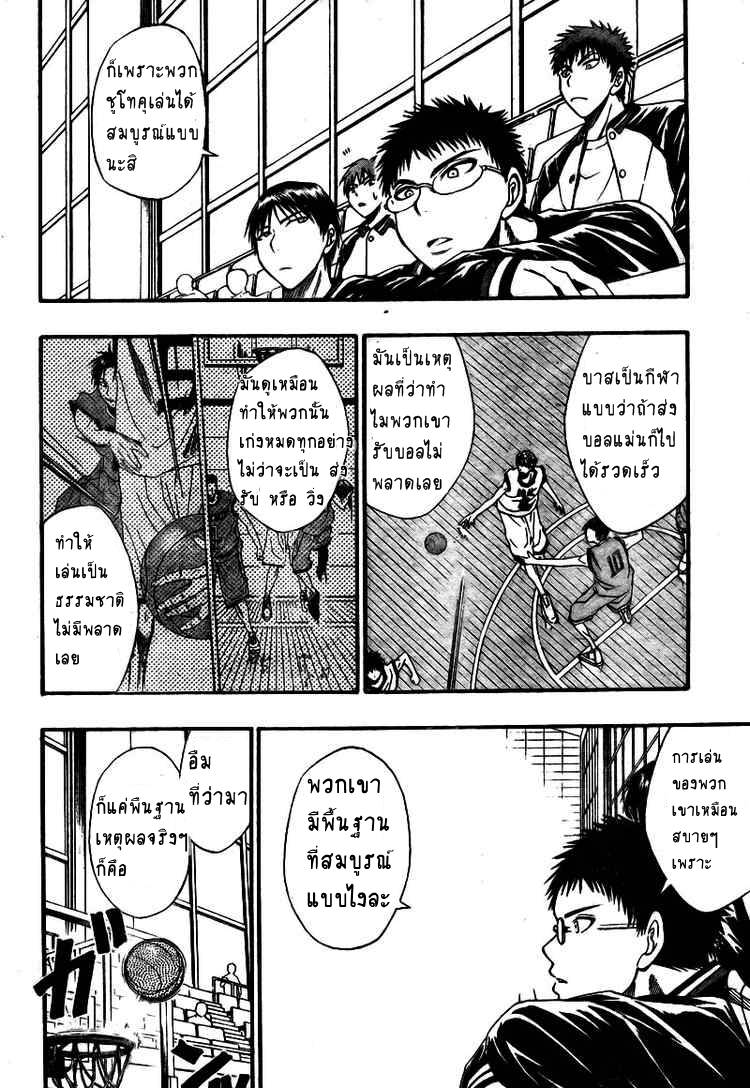 ก็เพราะพวก
ชูโทคุเล่นได้
สมบูรณ์แบบ
นะสิ
บาสเป็นกีฬา
แบบว่าถ้าส่ง
บอลแม่นก็ไป
ได้รวดเร็ว
มันเป็นเหตุ
ผลที่ว่าทำ
ไมพวกเขา
รับบอลไม่
พลาดเลย
10
มันดูเหมือน
ทำให้พวกนั้น
เก่งหมดทุกอย่าง
ไม่ว่าจะเป็น ส่ง
รับ หรือ วิ่ง
ทำให้
เล่นเป็น
ธรรมชาติ
ไม่มีพลาด
เลย
การเล่น
ของพวก
เขาเหมือน
สบายๆ
เพราะ
พวกเขา
มีพื้นฐาน
ที่สมบูรณ์
แบบไงละ
อืม
ที่ว่ามา
ก็แค่พืนฐาน
เหตุผลจริงๆ
ก็คือ
ガガ